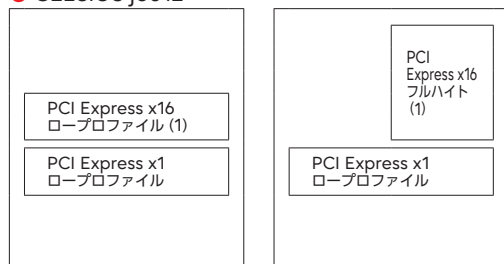 PCI Express x16
ロープロファイル (1)
PCI Express x1
ロープロファイル
PCI
Express x16
フルハイト
(1)
PCI Express x1
ロープロファイル